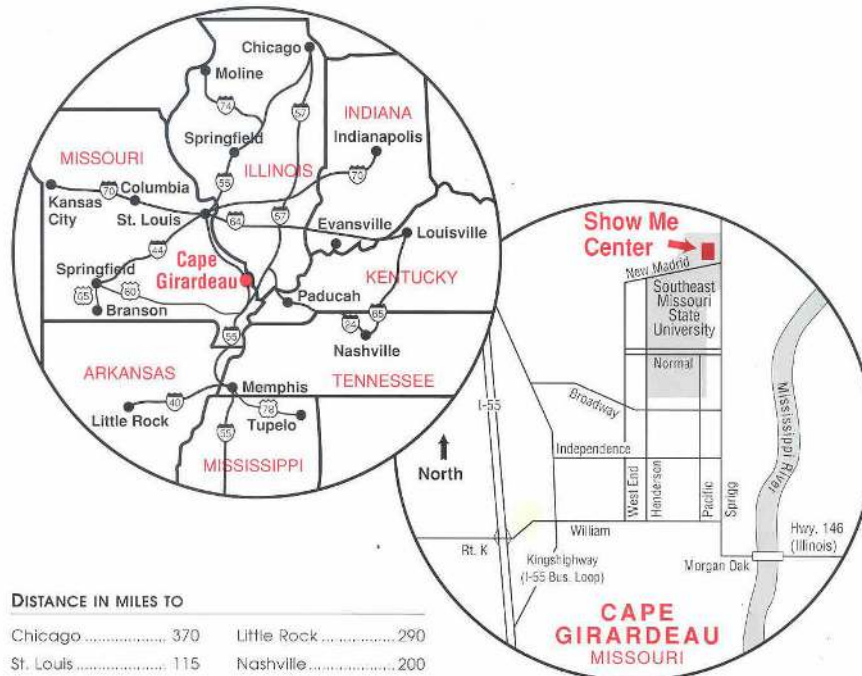 Chicago
Moline
74
57
INDIANA
Indianapolis
Springfield
MISSOURI
ILLINOIS
55
70
70
Columbia
Kansas
City
St. Louis
64
57
Evansville
Louisville
44
Springfield
Cape
Girardeau
KENTUCKY
65
60
Branson
Paducah
65
24
55
Nashville
ARKANSAS
Memphis
TENNESSEE
40
78
Little Rock
55
Tupelo
MISSISSIPPI
Show Me
Center
New Madrid
Southeast
Missouri
State
University
Normal
I-55
Broadway
Mississippi River
Independence
North
West End
Henderson
Pacific
Sprigg
William
Rt. K
Kingshighway
(I-55 Bus. Loop)
Hwy. 146
(Illinois)
Morgan Oak
CAPE
GIRARDEAU
MISSOURI
DISTANCE IN MILES TO
Chicago ................... 370 Little Rock ................ 290
St. Louis ................... 115 Nashville ................... 200